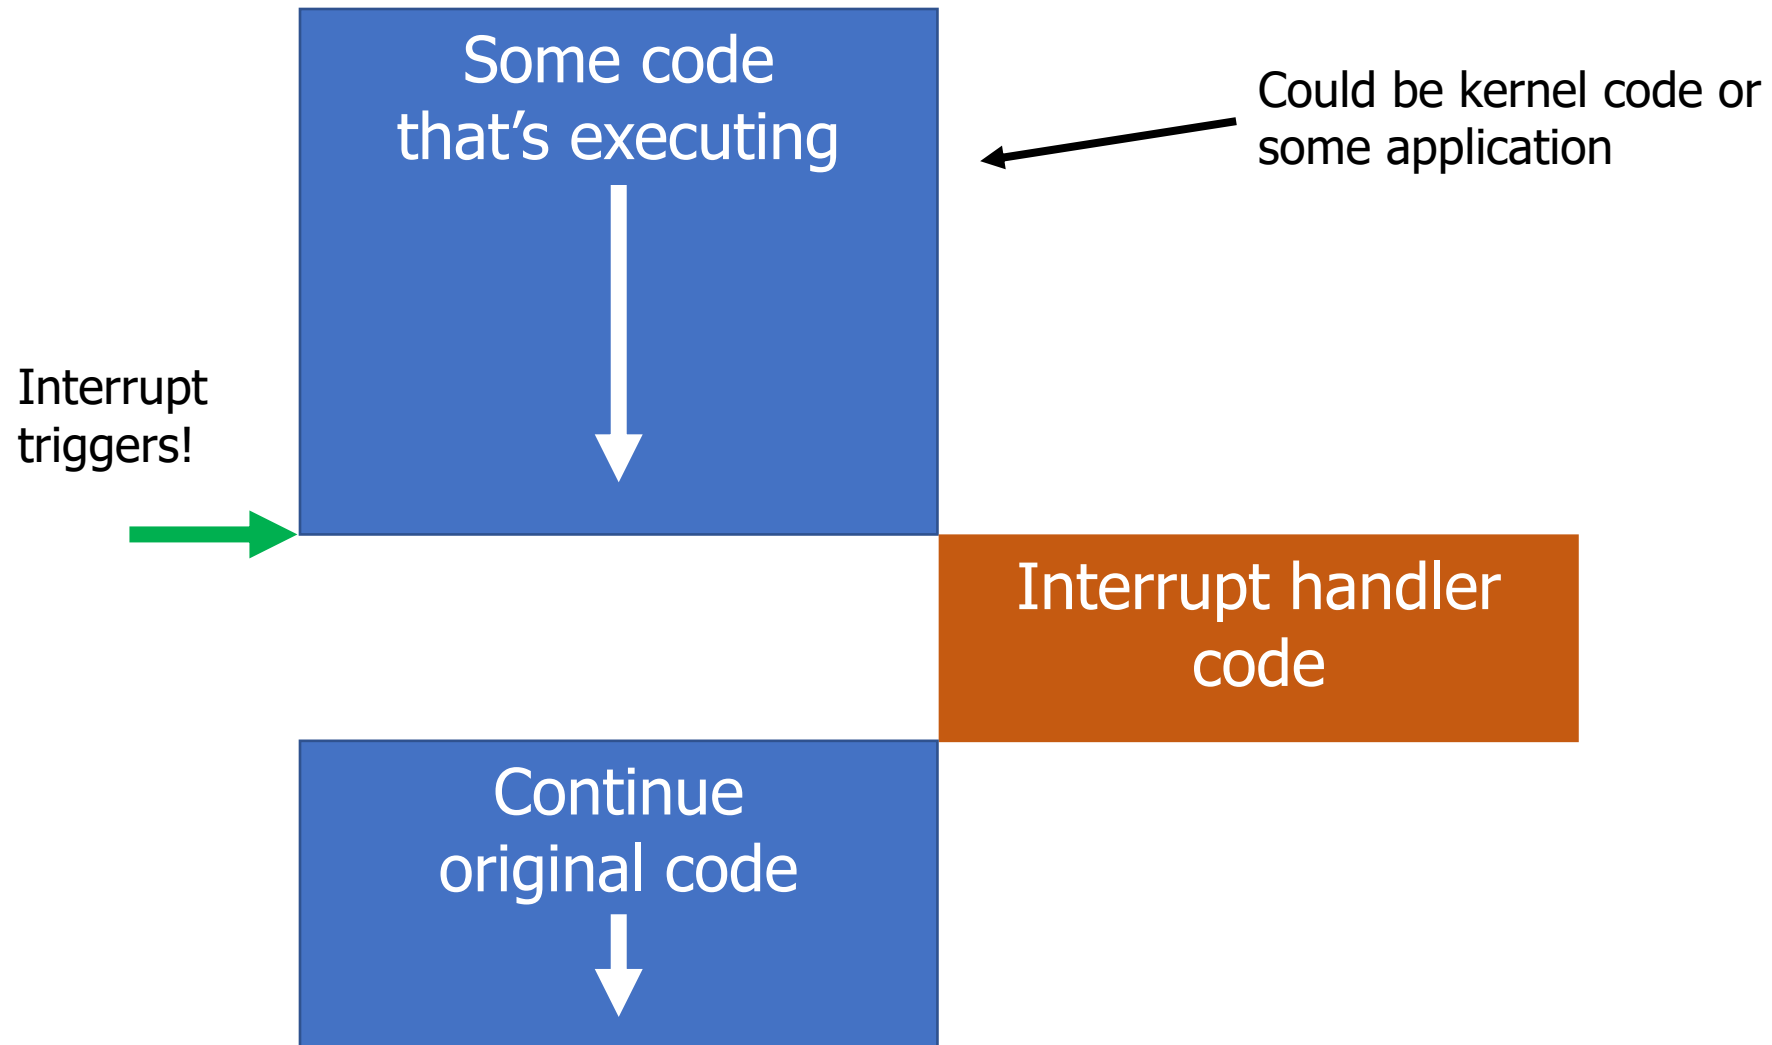 Some code
that’s executing
Could be kernel code or
some application
Interrupt
triggers!
Interrupt handler
code
Continue
original code